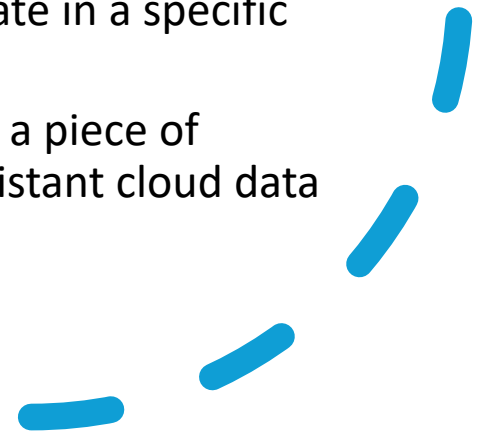 ate in a specific
a piece of
istant cloud data